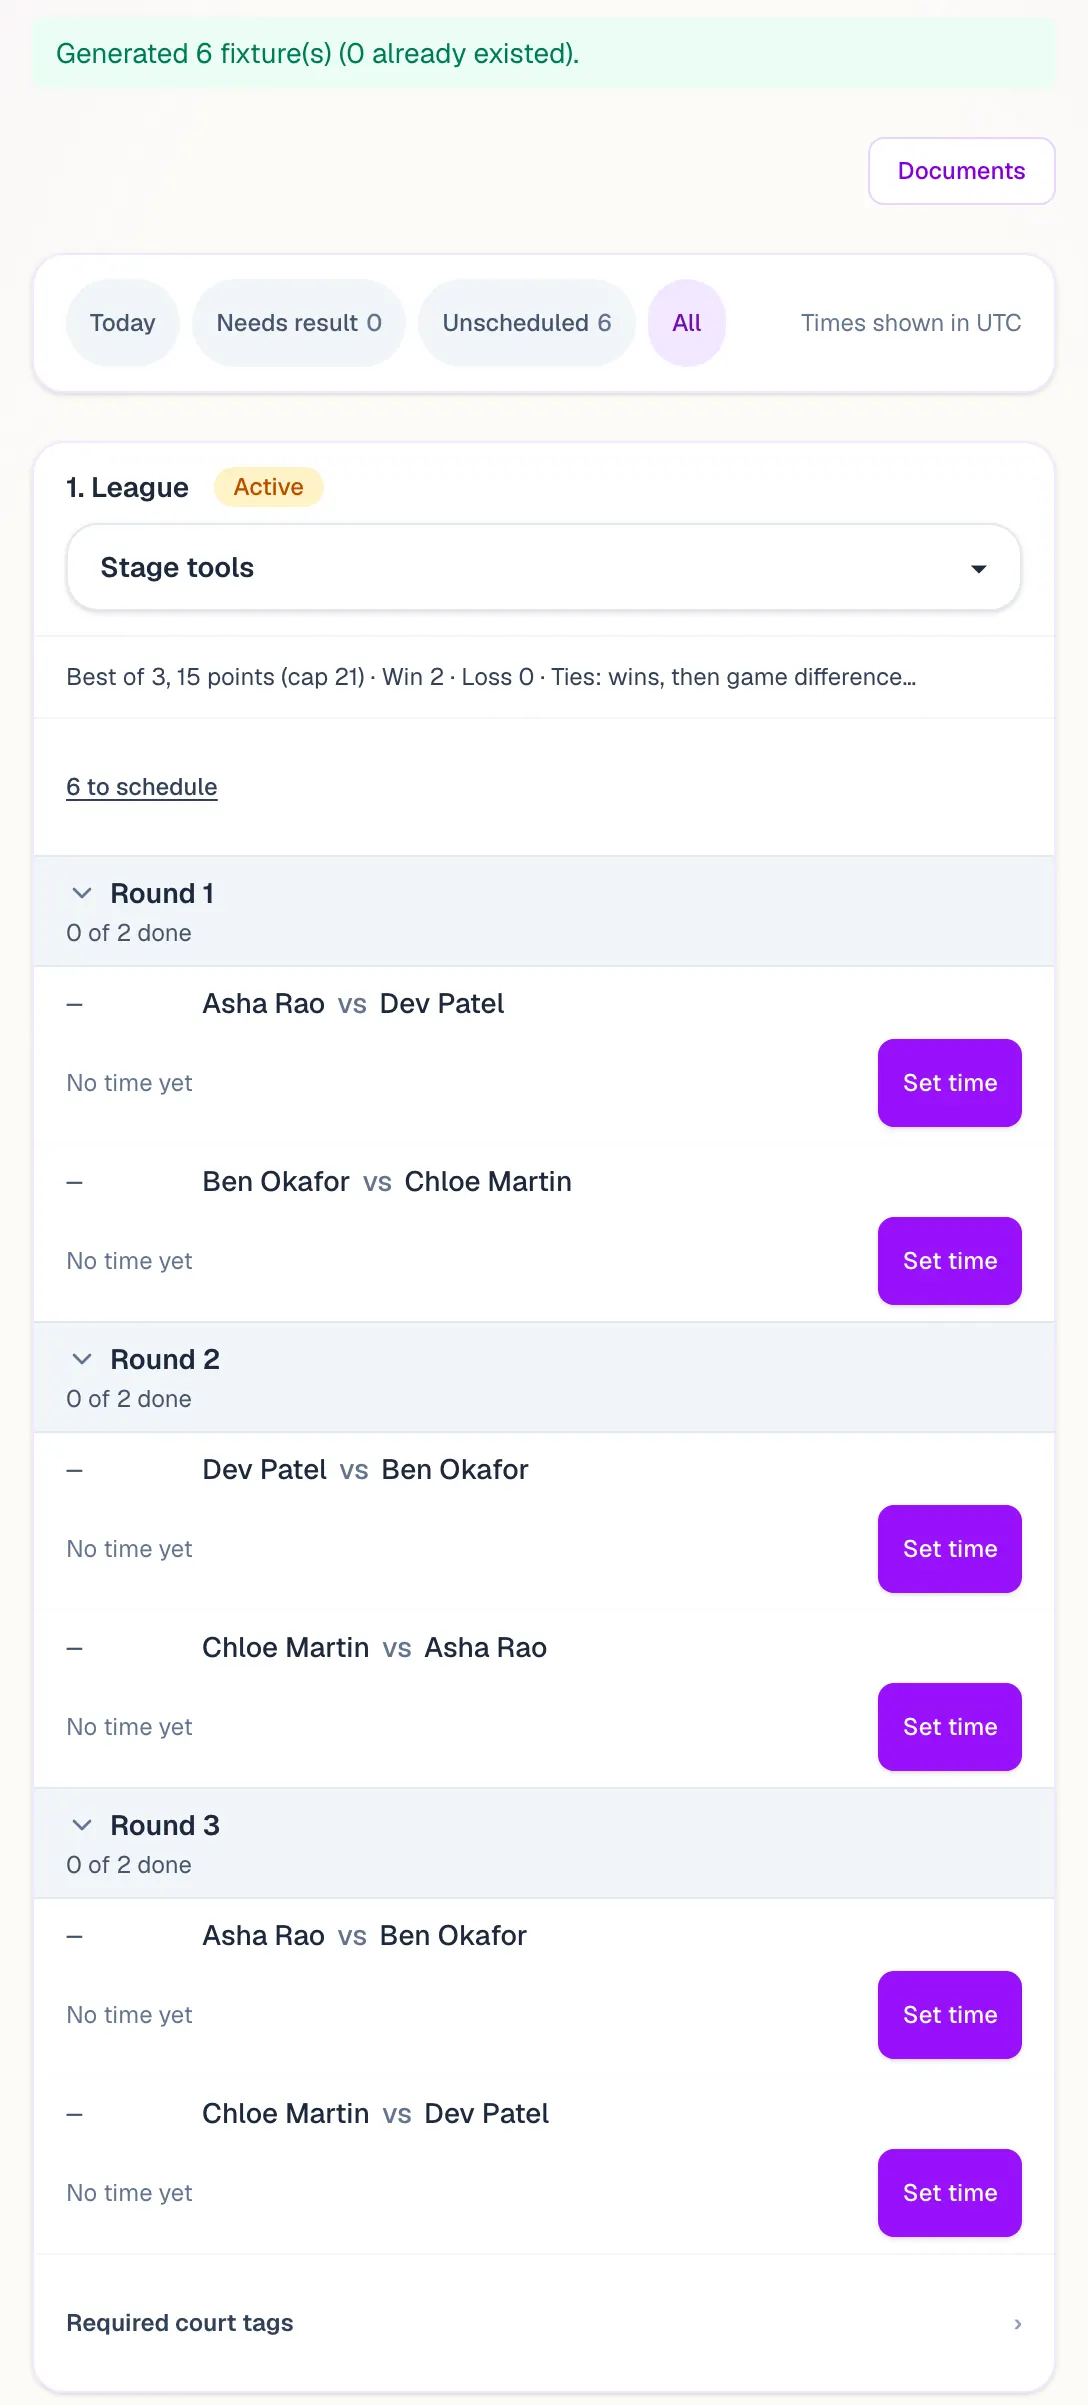 Generated 6 fixture(s) (0 already existed).
Documents
Today
Needs result 0
Unscheduled 6
All
Times shown in UTC
1. League
Active
Stage tools
Best of 3, 15 points (cap 21) · Win 2 · Loss 0 · Ties: wins, then game difference…
6 to schedule
Round 1
0 of 2 done
– Asha Rao vs Dev Patel
No time yet
Set time
– Ben Okafor vs Chloe Martin
No time yet
Set time
Round 2
0 of 2 done
– Dev Patel vs Ben Okafor
No time yet
Set time
– Chloe Martin vs Asha Rao
No time yet
Set time
Round 3
0 of 2 done
– Asha Rao vs Ben Okafor
No time yet
Set time
– Chloe Martin vs Dev Patel
No time yet
Set time
Required court tags